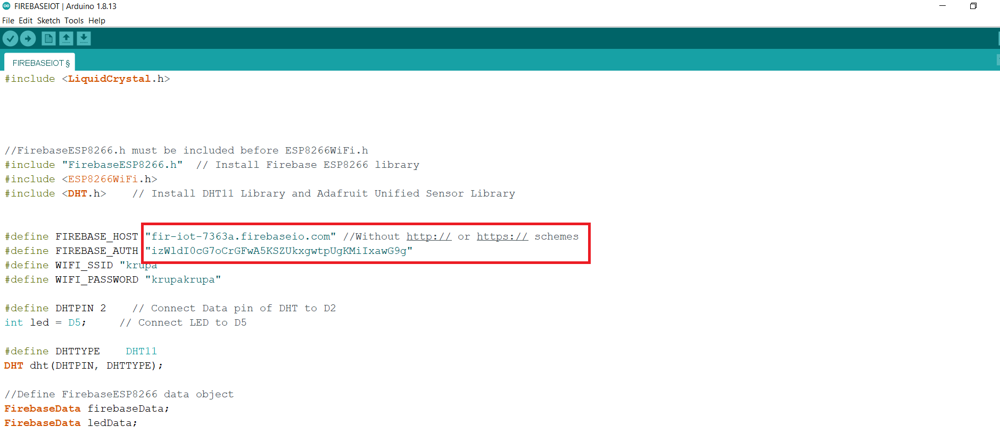 FIREBASEIOT | Arduino 1.8.13
File Edit Sketch Tools Help
FIREBASEIOT §
#include <LiquidCrystal.h>
//FirebaseESP8266.h must be included before ESP8266WiFi.h
#include "FirebaseESP8266.h"  // Install Firebase ESP8266 library
#include <ESP8266WiFi.h>
#include <DHT.h>    // Install DHT11 Library and Adafruit Unified Sensor Library
#define FIREBASE_HOST "fir-iot-7363a.firebaseio.com" //Without http:// or https:// schemes
#define FIREBASE_AUTH "izWldI0cG7oCrGFwA5KSZUkxgwtpUgKMiIxawG9g"
#define WIFI_SSID "krupa
#define WIFI_PASSWORD "krupakrupa"
#define DHTPIN 2    // Connect Data pin of DHT to D2
int led = D5;     // Connect LED to D5
#define DHTTYPE    DHT11
DHT dht(DHTPIN, DHTTYPE);
//Define FirebaseESP8266 data object
FirebaseData firebaseData;
FirebaseData ledData;